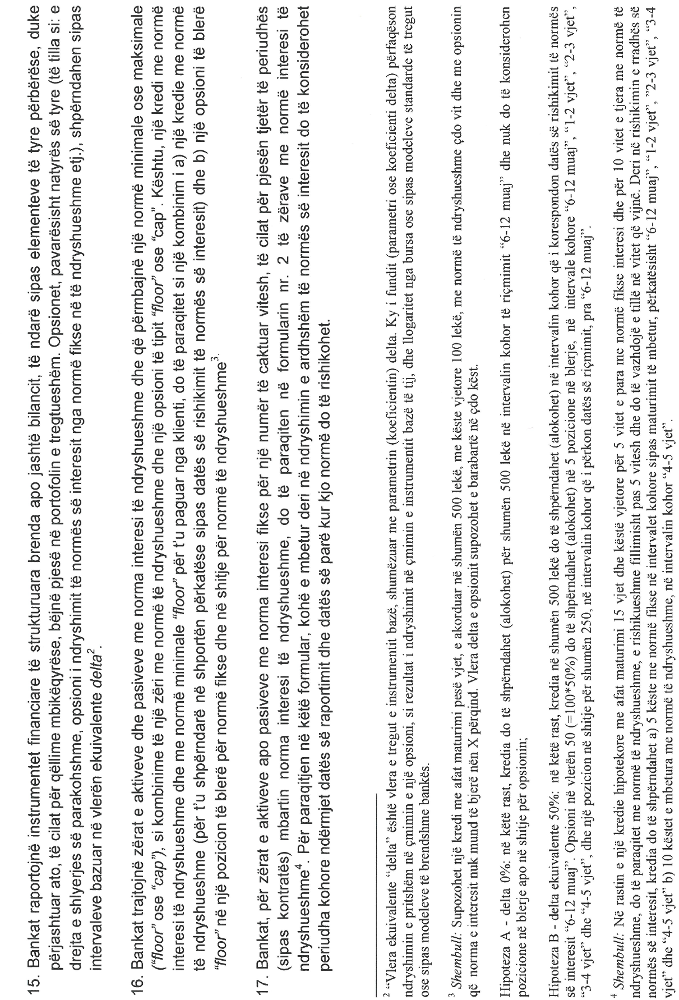 15. Bankat raportojnë instrumentet financiare të strukturuara brenda apo jashtë bilancit, të ndarë sipas elementeve të tyre përbërëse, duke
përjashtuar ato, të cilat për qëllime mbikëqyrëse, bëjnë pjesë në portofolin e tregtueshëm. Opsionet, pavarësisht natyrës së tyre (të tilla si: e
drejta e shlyerjes së parakohshme, opsioni i ndryshimit të normës së interesit nga normë fikse në të ndryshueshme etj.), shpërndahen sipas
intervaleve bazuar në vlerën ekuivalente delta2.
16. Bankat trajtojnë zërat e aktiveve dhe pasiveve me norma interesi të ndryshueshme dhe që përmbajnë një normë minimale ose maksimale
(“floor” ose “cap”), si kombinime të një zëri me normë të ndryshueshme dhe një opsioni të tipit “floor” ose “cap”. Kështu, një kredi me normë
interesi të ndryshueshme dhe me normë minimale “floor” për t’u paguar nga klienti, do të paraqitet si një kombinim i a) një kredie me normë
të ndryshueshme (për t’u shpërndarë në shportën përkatëse sipas datës së rishikimit të normës së interesit) dhe b) një opsioni të blerë
“floor” në një pozicion të blerë për normë fikse dhe në shitje për normë të ndryshueshme3.
17. Bankat, për zërat e aktiveve apo pasiveve me norma interesi fikse për një numër të caktuar vitesh, të cilat për pjesën tjetër të periudhës
(sipas kontratës) mbartin norma interesi të ndryshueshme, do të paraqiten në formularin nr. 2 të zërave me normë interesi të
ndryshueshme4. Për paraqitjen në këtë formular, kohë e mbetur deri në ndryshimin e ardhshëm të normës së interesit do të konsiderohet
periudha kohore ndërmjet datës së raportimit dhe datës së parë kur kjo normë do të rishikohet.
2 “Vlera ekuivalente “delta” është vlera e tregut e instrumentit bazë, shumëzuar me parametrin (koeficientin) delta. Ky i fundit (parametri ose koeficienti delta) përfaqëson
ndryshimin e pritshëm në çmimin e një opsioni, si rezultat i ndryshimit në çmimin e instrumentit bazë të tij, dhe llogaritet nga bursa ose sipas modeleve standarde të tregut
ose sipas modeleve të brendshme bankës.
3 Shembull: Supozohet një kredi me afat maturimi pesë vjet, e akorduar në shumën 500 lekë, me këste vjetore 100 lekë, me normë të ndryshueshme çdo vit dhe me opsionin
që norma e interesit nuk mund të bjerë nën X përqind. Vlera delta e opsionit supozohet e barabartë në çdo këst.
Hipoteza A - delta 0%: në këtë rast, kredia do të shpërndahet (alokohet) për shumën 500 lekë në intervalin kohor të riçmimit “6-12 muaj” dhe nuk do të konsiderohen
pozicione në blerje apo në shitje për opsionin;
Hipoteza B - delta ekuivalente 50%: në këtë rast, kredia në shumën 500 lekë do të shpërndahet (alokohet) në intervalin kohor që i korespondon datës së rishikimit të normës
së interesit “6-12 muaj”. Opsioni në vlerën 50 (=100*50%) do të shpërndahet (alokohet) në 5 pozicione në blerje, në intervale kohore “6-12 muaj”, “1-2 vjet”, “2-3 vjet”,
“3-4 vjet” dhe “4-5 vjet”, dhe një pozicion në shitje për shumën 250, në intervalin kohor që i përkon datës së riçmimit, pra “6-12 muaj”.
4 Shembull: Në rastin e një kredie hipotekore me afat maturimi 15 vjet dhe këstë vjetore për 5 vitet e para me normë fikse interesi dhe për 10 vitet e tjera me normë të
ndryshueshme, do të paraqitet me normë të ndryshueshme, e rishikueshme fillimisht pas 5 vitesh dhe do të vazhdojë e tillë në vitet që vijnë. Deri në rishikimin e rradhës së
normës së interesit, kredia do të shpërndahet a) 5 këste me normë fikse në intervalet kohore sipas maturimit të mbetur, përkatësisht “6-12 muaj”, “1-2 vjet”, ”2-3 vjet”, “3-4
vjet” dhe “4-5 vjet” b) 10 këstet e mbetura me normë të ndryshueshme, në intervalin kohor “4-5 vjet”.